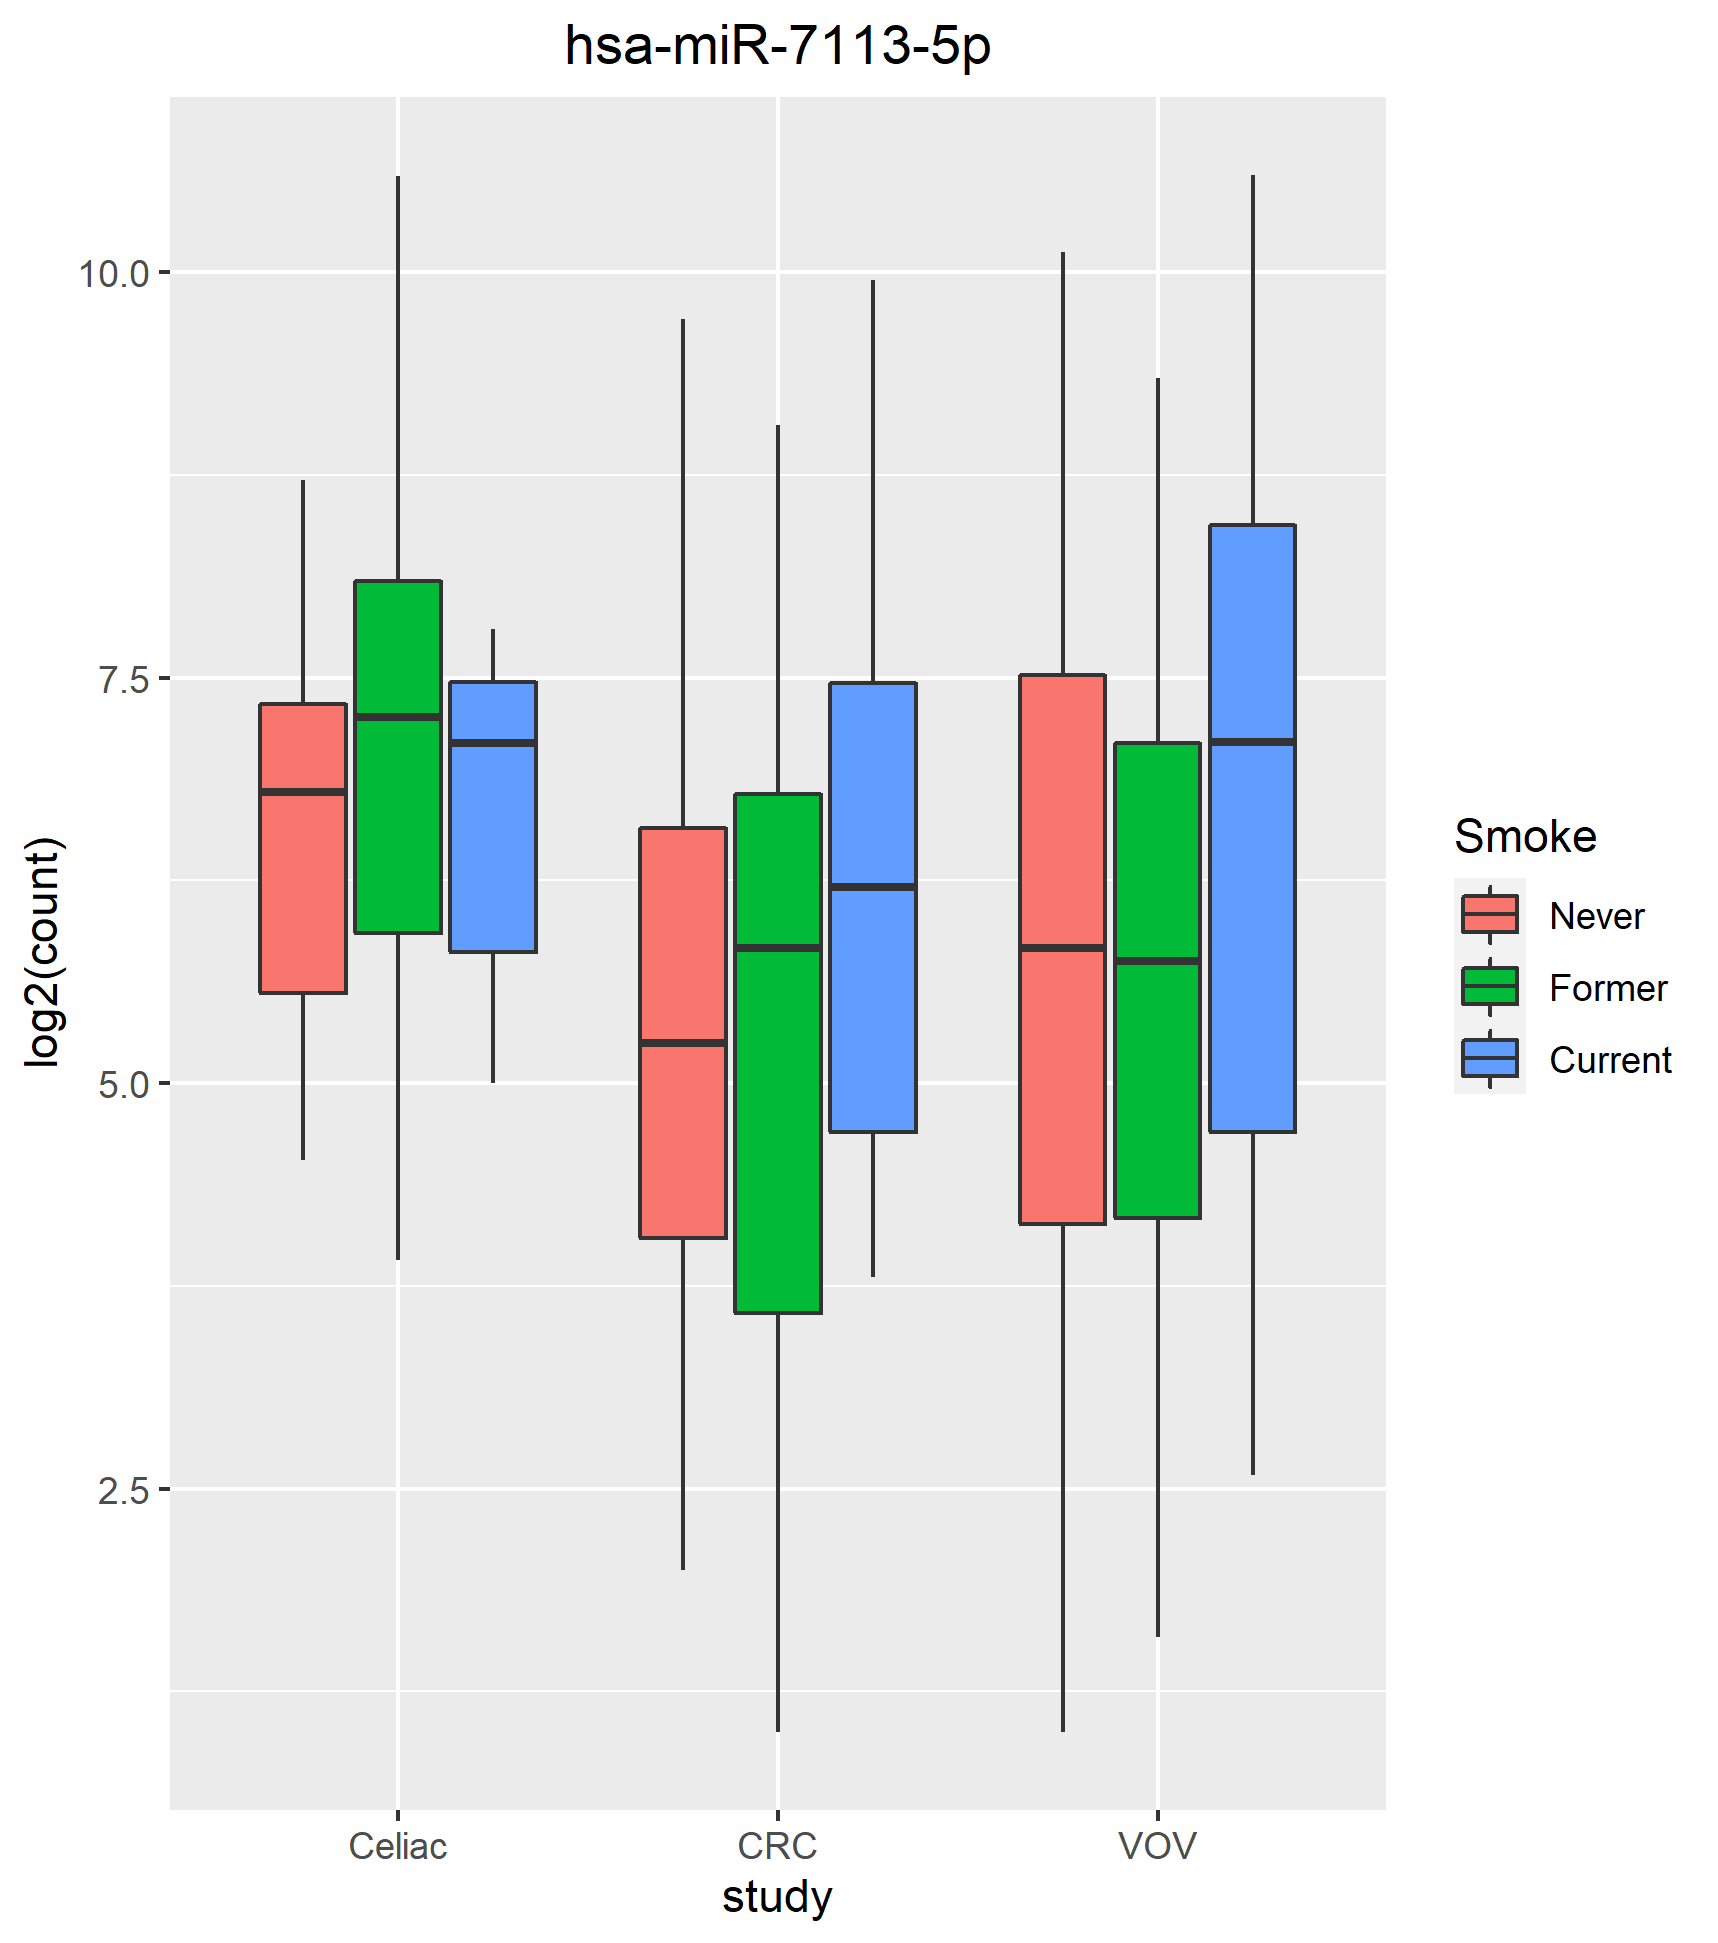 hsa-miR-7113-5p
log2(count)
10.0
7.5
5.0
2.5
Celiac
CRC
VOV
study
Smoke
Never
Former
Current